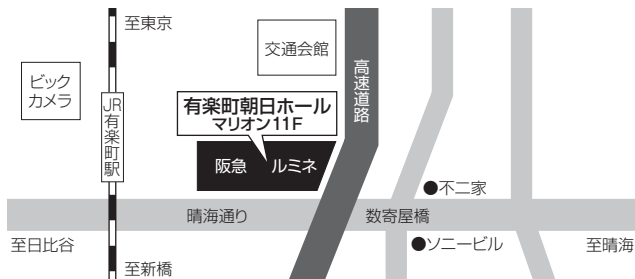 至東京
交通会館
ビック
カメラ
高速道路
JR有楽町駅
有楽町朝日ホール
マリオン11F
阪急
ルミネ
●不二家
晴海通り
数寄屋橋
至日比谷
●ソニービル
至晴海
至新橋